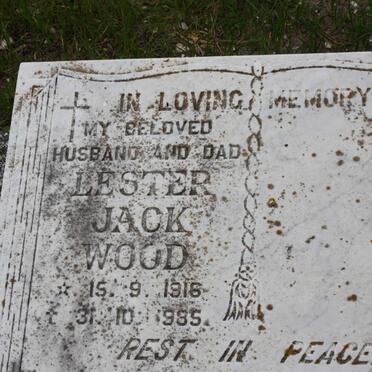 IN LOVING MEMORY
MY BELOVED
HUSBAND AND DAD
LESTER
JACK
WOOD
☆ 15. 9. 1916
✝ 31. 10. 1985.
REST IN PEACE